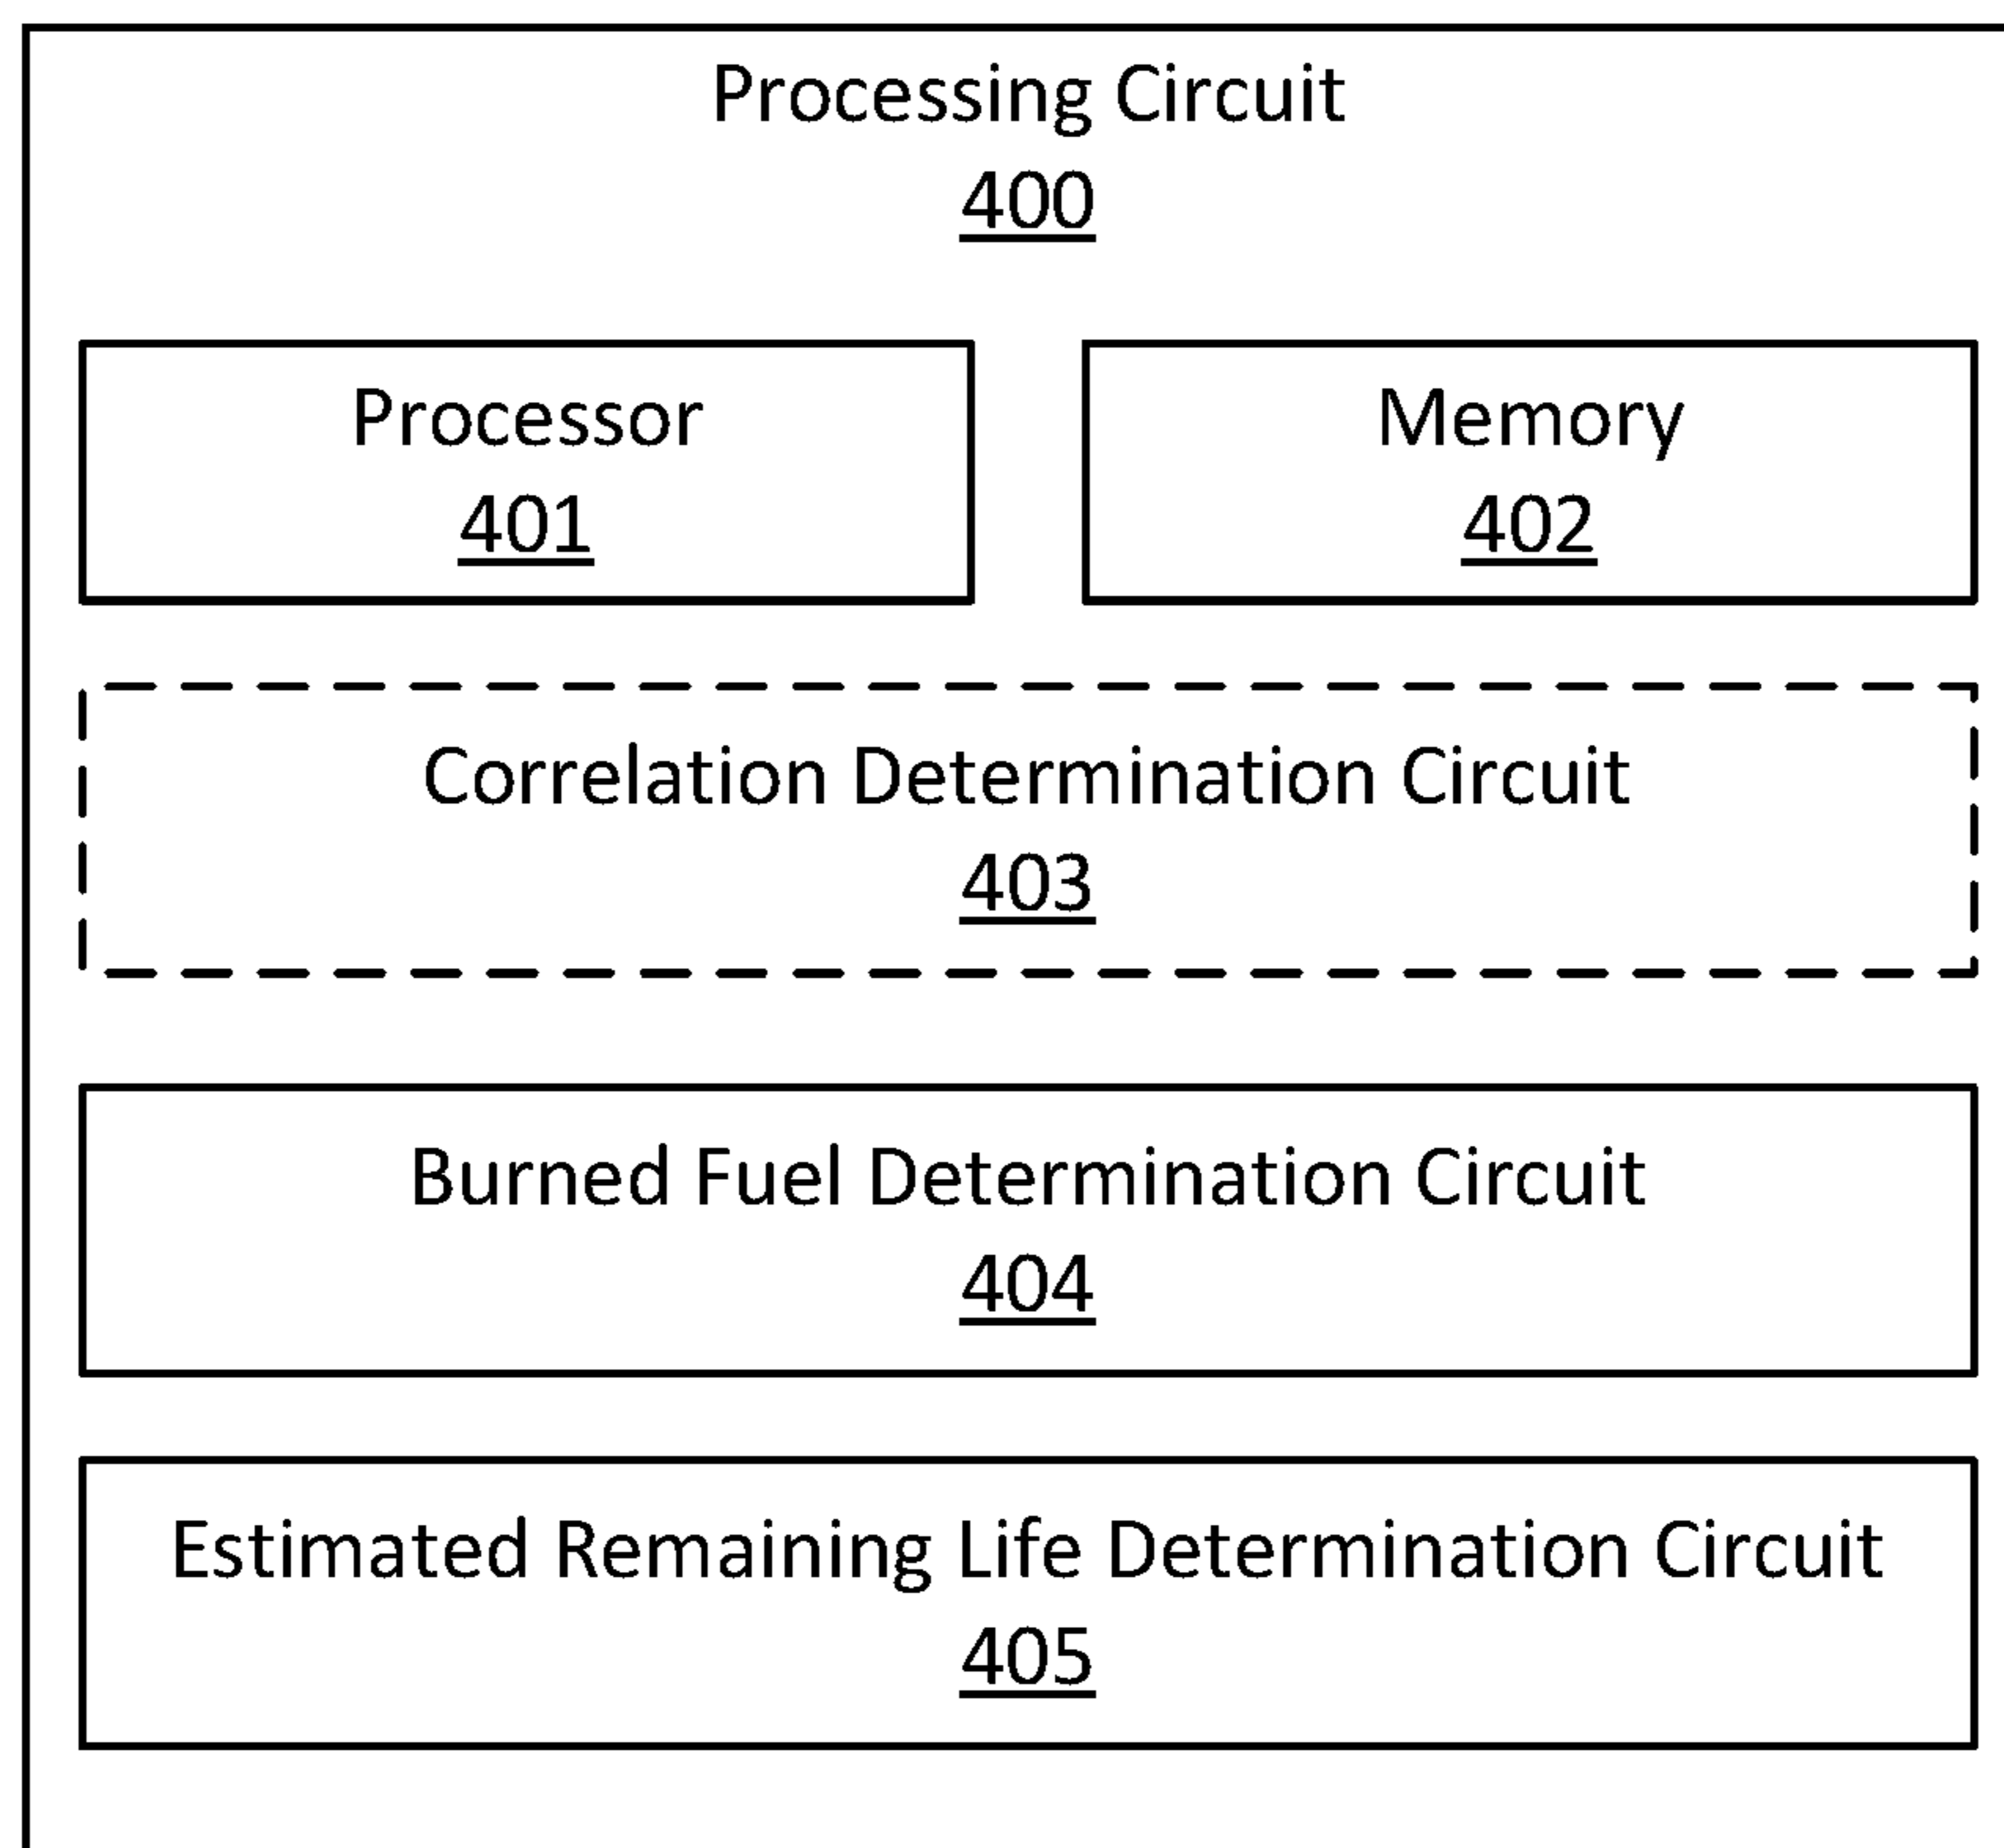 Processing Circuit
400
Processor
401
Memory
402
Correlation Determination Circuit
403
Burned Fuel Determination Circuit
404
Estimated Remaining Life Determination Circuit
405